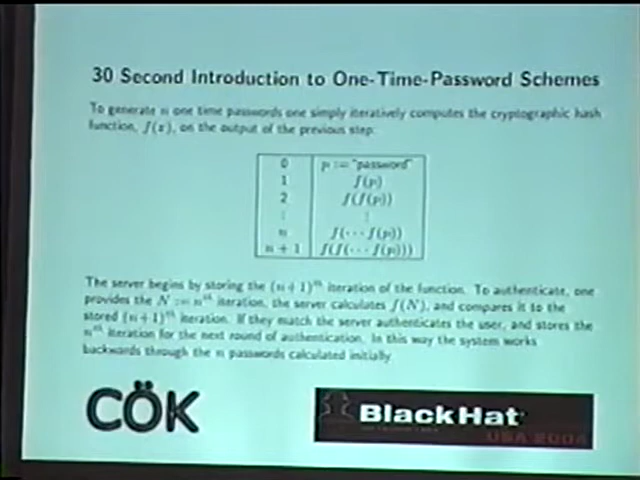 30 Second Introduction to One-Time-Password Schemes
To generate n one time passwords one simply iteratively computes the cryptographic hash
function, f(x), on the output of the previous step:
0 p := "password"
1 f(p)
2 f(f(p))
⋮ ⋮
n f(··· f(p))
n + 1 f(f(··· f(p)))
The server begins by storing the (n+1)th iteration of the function. To authenticate, one
provides the N := nth iteration, the server calculates f(N), and compares it to the
stored (n+1)th iteration. If they match the server authenticates the user, and stores the
nth iteration for the next round of authentication. In this way the system works
backwards through the n passwords calculated initially
CÖK
Black Hat
USA 2004